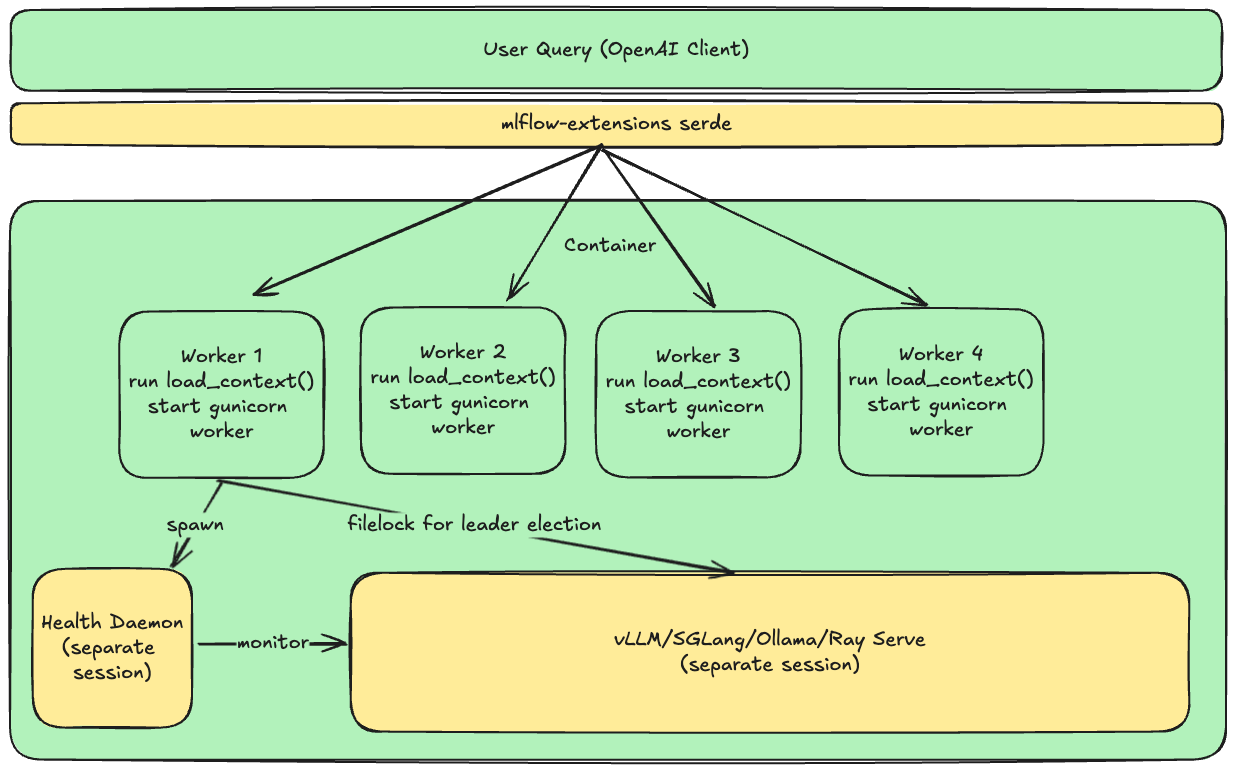 User Query (OpenAI Client)
mlflow-extensions serde
Container
Worker 1
run load_context()
start gunicorn
worker
Worker 2
run load_context()
start gunicorn
worker
Worker 3
run load_context()
start gunicorn
worker
Worker 4
run load_context()
start gunicorn
worker
spawn
filelock for leader election
Health Daemon
(separate
session)
monitor
vLLM/SGLang/Ollama/Ray Serve
(separate session)